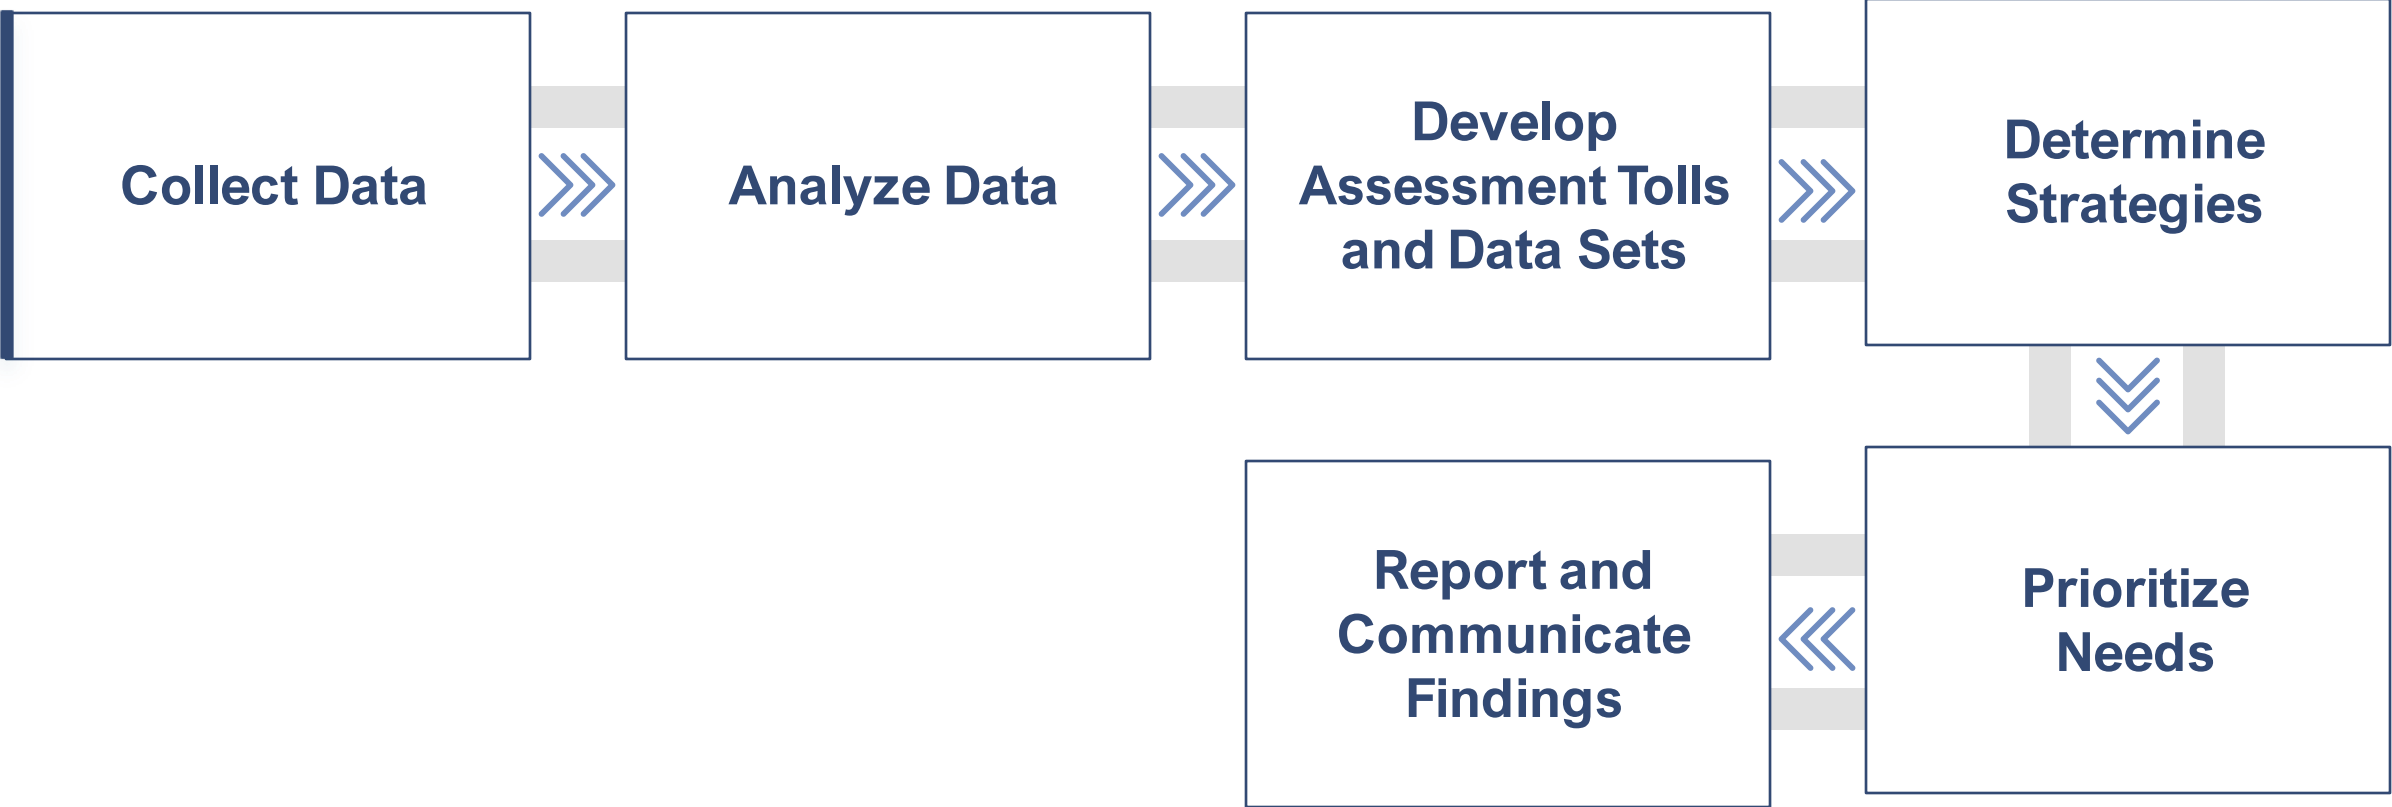 Collect Data
Analyze Data
Develop
Assessment Tolls
and Data Sets
Determine
Strategies
Prioritize
Needs
Report and
Communicate
Findings